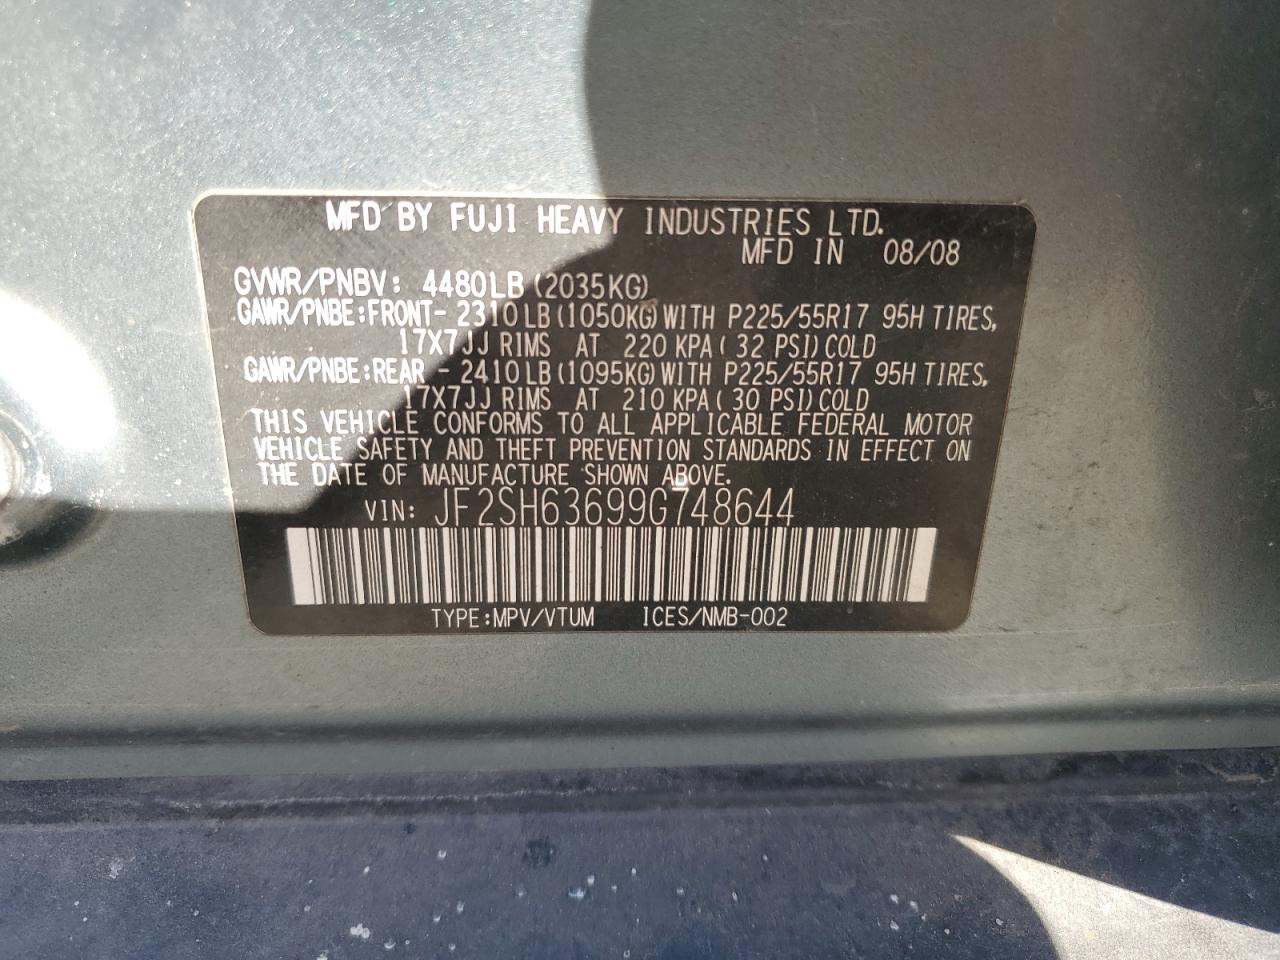 MFD BY FUJI HEAVY INDUSTRIES LTD.
MFD IN 08/08
GVWR/PNBV: 4480LB (2035KG)
GAWR/PNBE:FRONT- 2310LB(1050KG)WITH P225/55R17 95H TIRES,
17X7JJ RIMS AT 220 KPA( 32 PSI)COLD
GAWR/PNBE:REAR - 2410LB(1095KG)WITH P225/55R17 95H TIRES,
17X7JJ RIMS AT 210 KPA( 30 PSI)COLD
THIS VEHICLE CONFORMS TO ALL APPLICABLE FEDERAL MOTOR
VEHICLE SAFETY AND THEFT PREVENTION STANDARDS IN EFFECT ON
THE DATE OF MANUFACTURE SHOWN ABOVE.
VIN: JF2SH63699G748644
TYPE:MPV/VTUM ICES/NMB-002